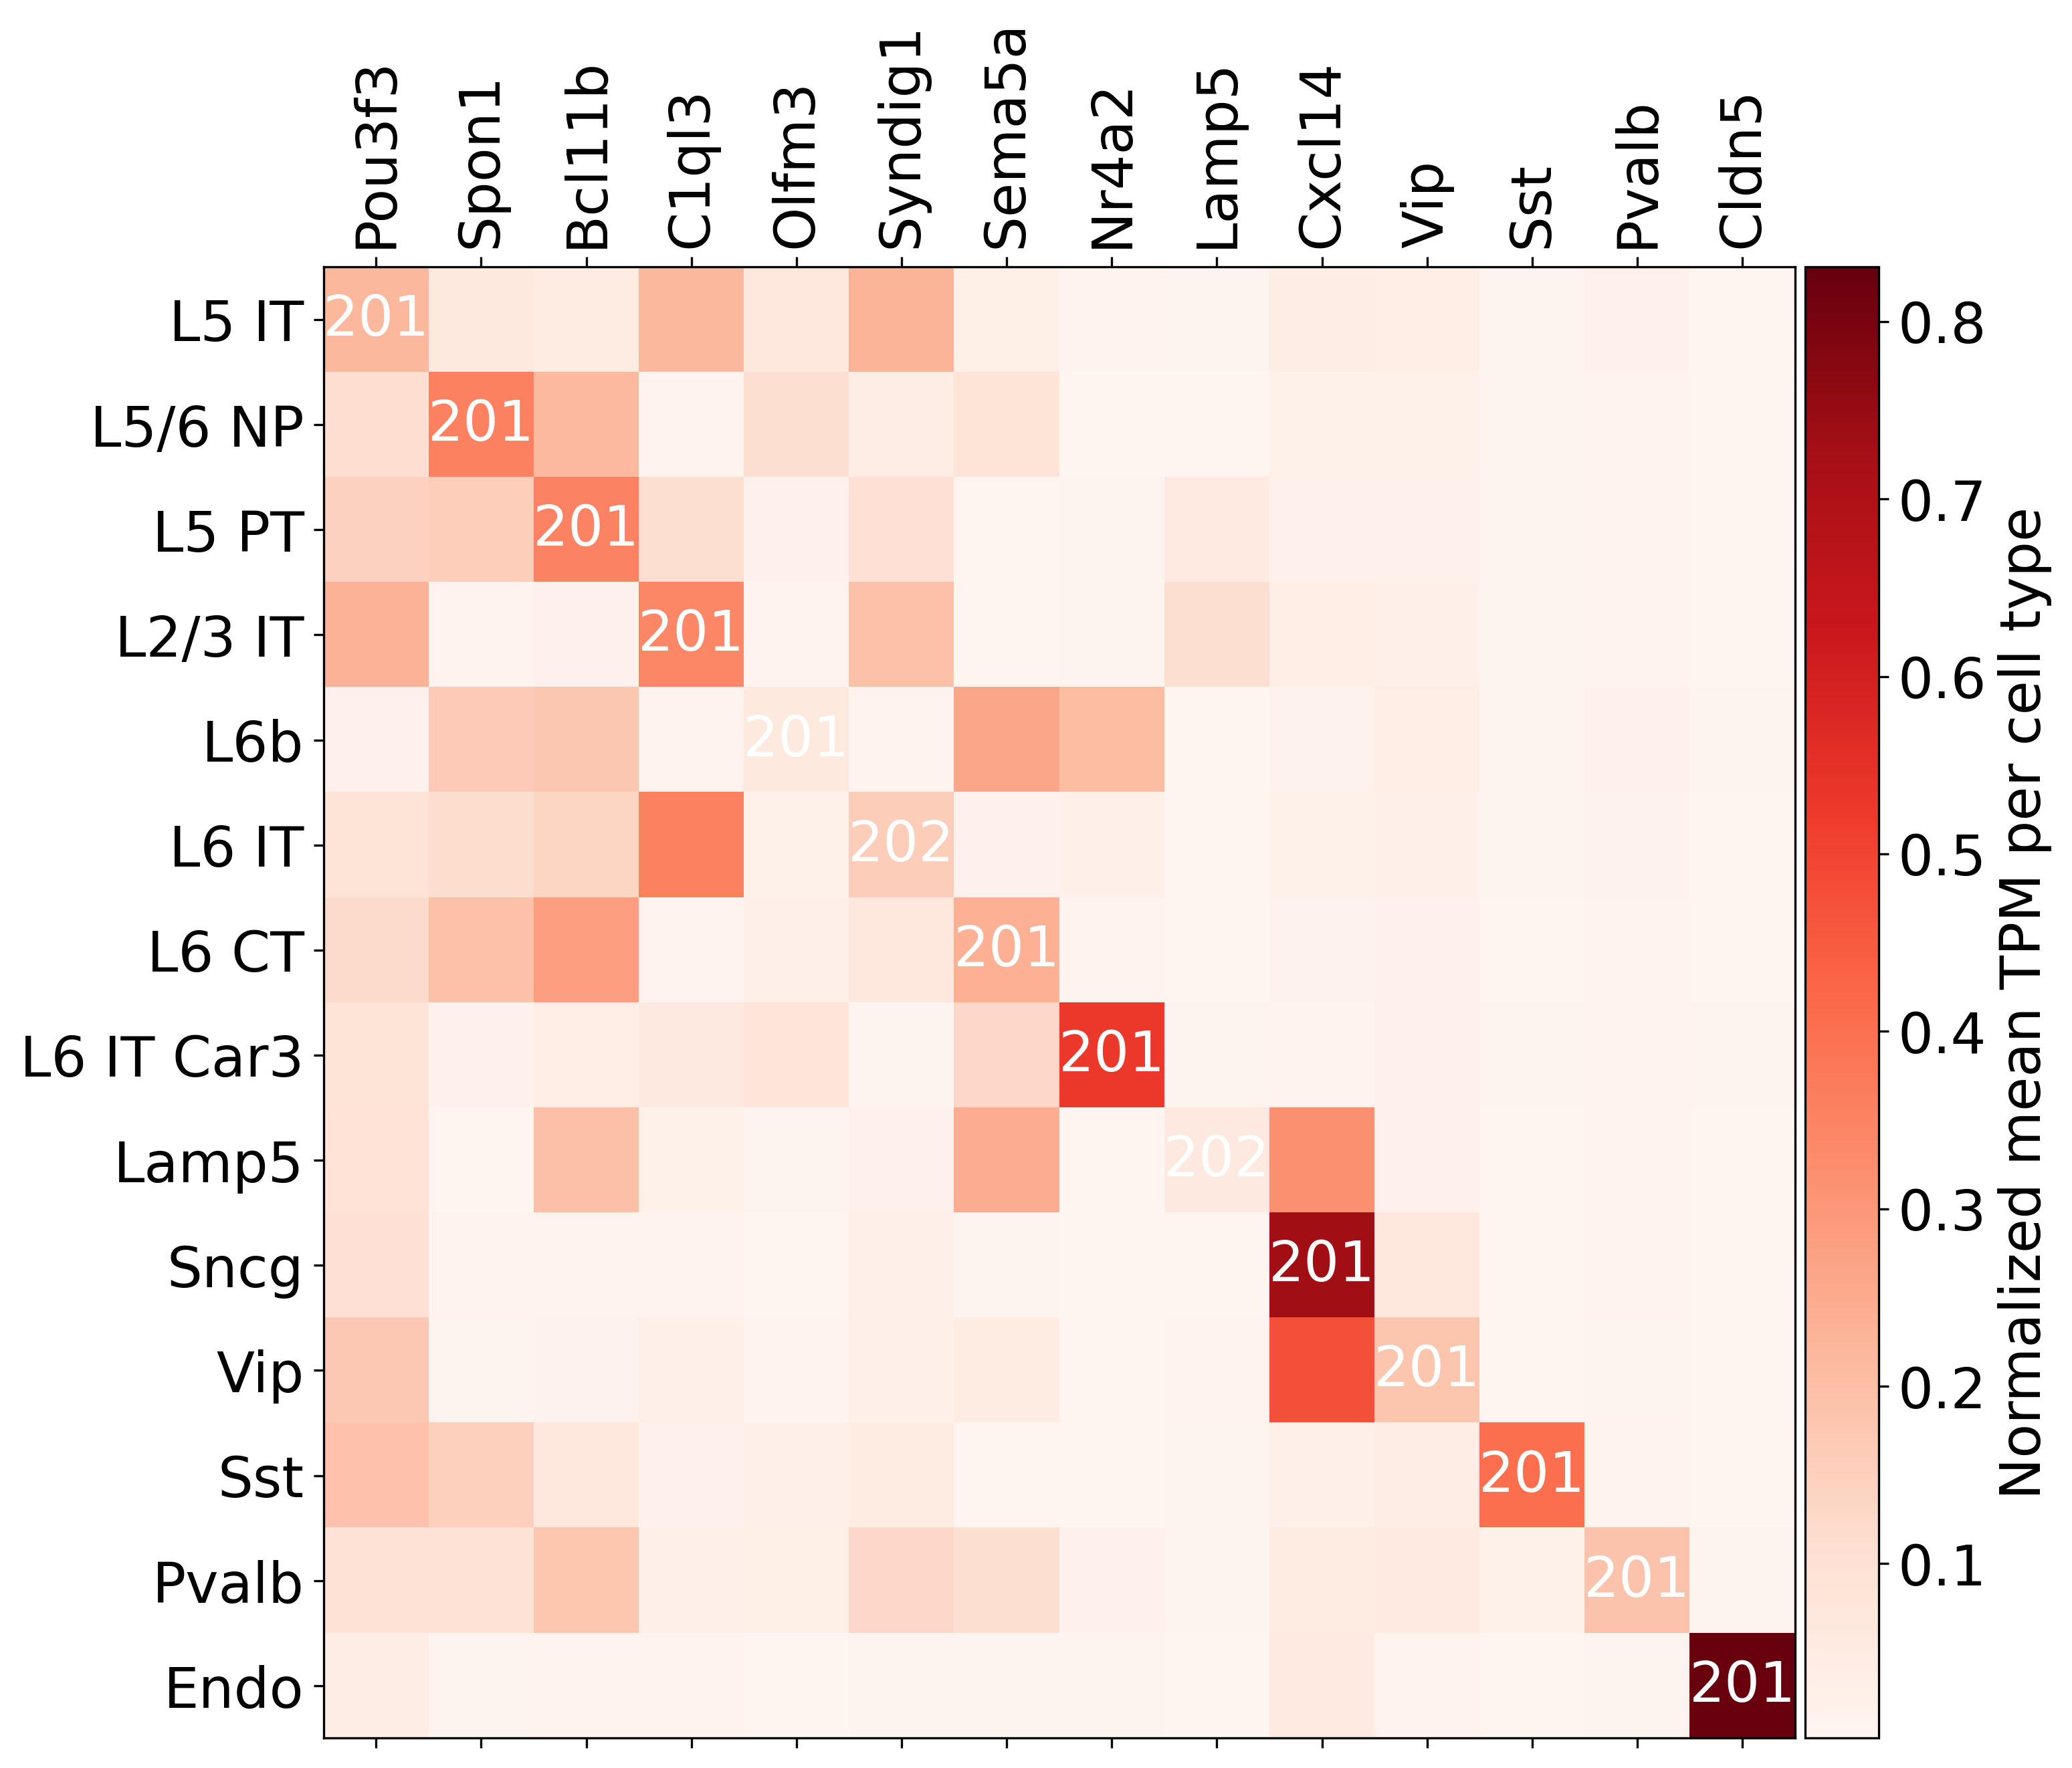 Pou3f3
Spon1
Bcl11b
C1ql3
Olfm3
Syndig1
Sema5a
Nr4a2
Lamp5
Cxcl14
Vip
Sst
Pvalb
Cldn5
L5 IT
201
L5/6 NP
201
L5 PT
201
L2/3 IT
201
L6b
201
L6 IT
202
L6 CT
201
L6 IT Car3
201
Lamp5
202
Sncg
201
Vip
201
Sst
201
Pvalb
201
Endo
201
0.8
0.7
0.6
0.5
0.4
0.3
0.2
0.1
Normalized mean TPM per cell type